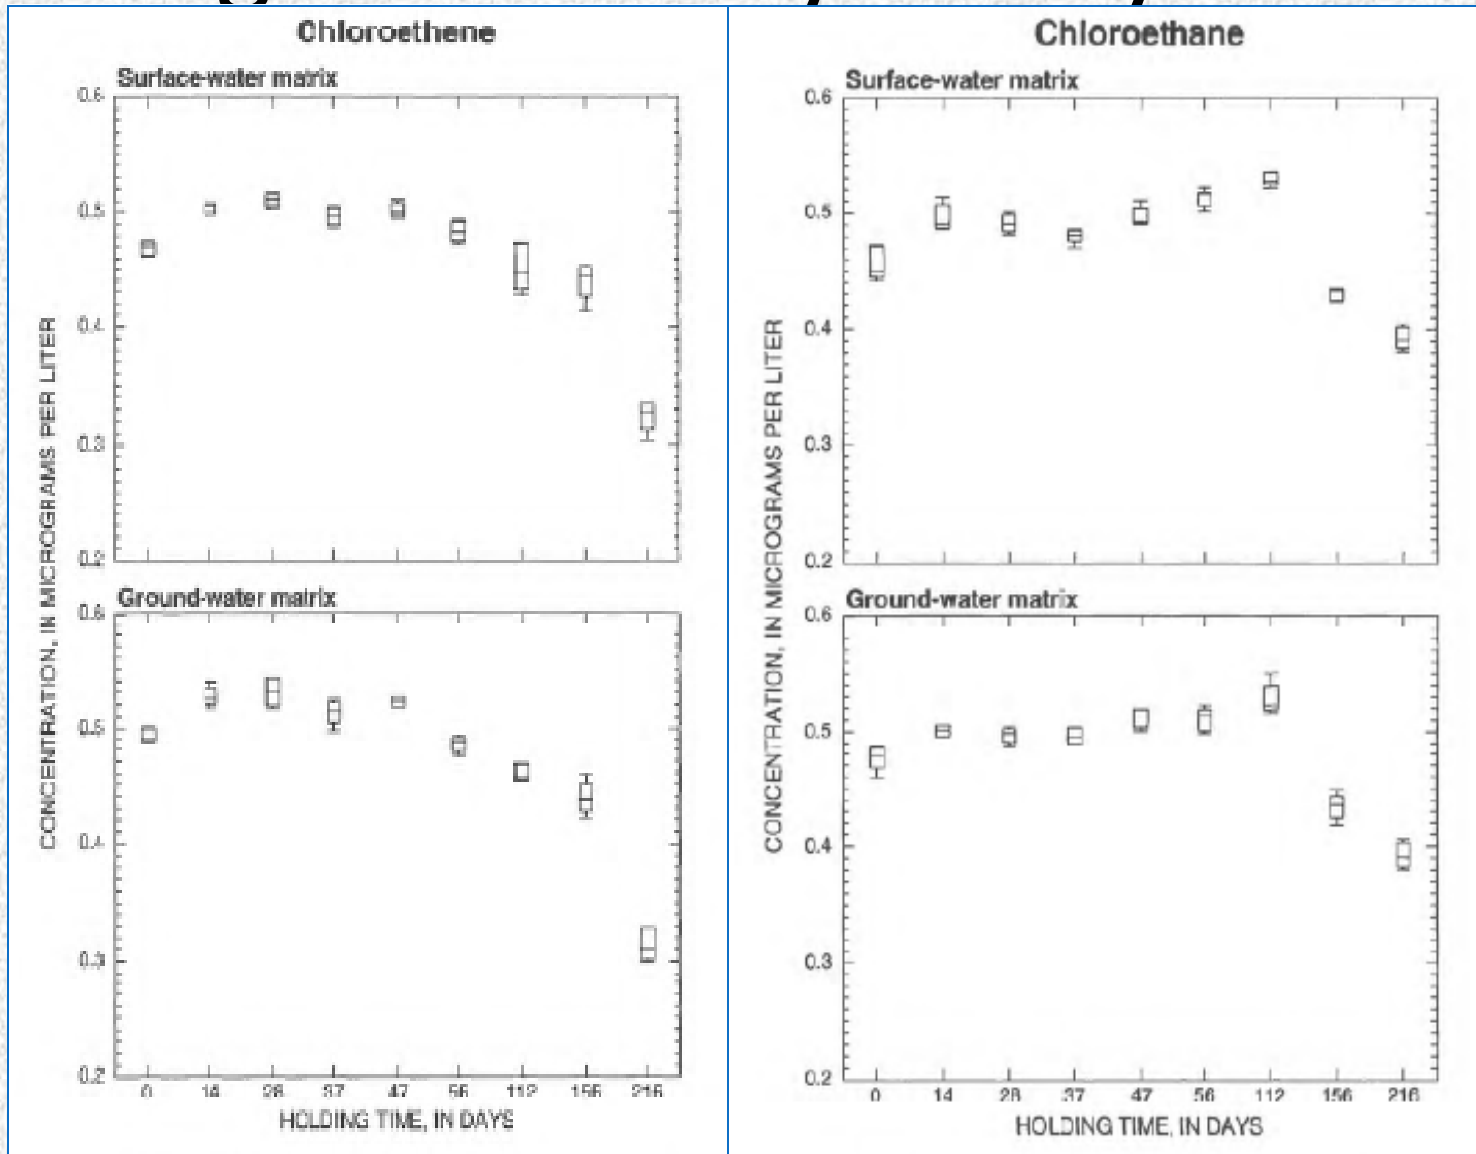 Chloroethene
Surface-water matrix
0.6
0.5
0.4
0.3
0.2
CONCENTRATION, IN MICROGRAMS PER LITER
Ground-water matrix
0.6
0.5
0.4
0.3
0.2
0 14 28 37 47 56 112 156 216
HOLDING TIME, IN DAYS
Chloroethane
Surface-water matrix
0.6
0.5
0.4
0.3
0.2
CONCENTRATION, IN MICROGRAMS PER LITER
Ground-water matrix
0.6
0.5
0.4
0.3
0.2
0 14 28 37 47 56 112 156 216
HOLDING TIME, IN DAYS